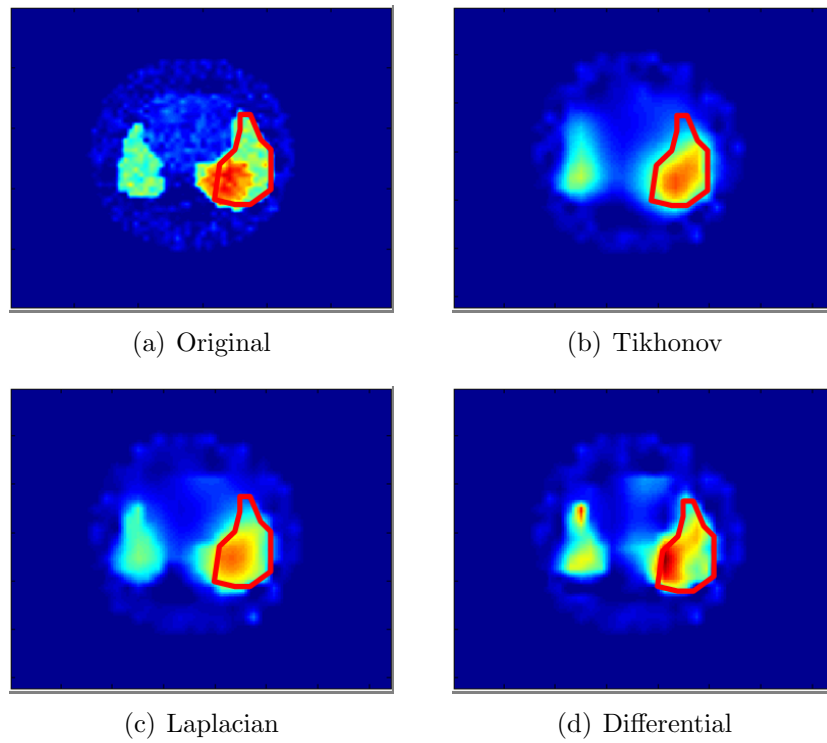 (a) Original
(b) Tikhonov
(c) Laplacian
(d) Differential